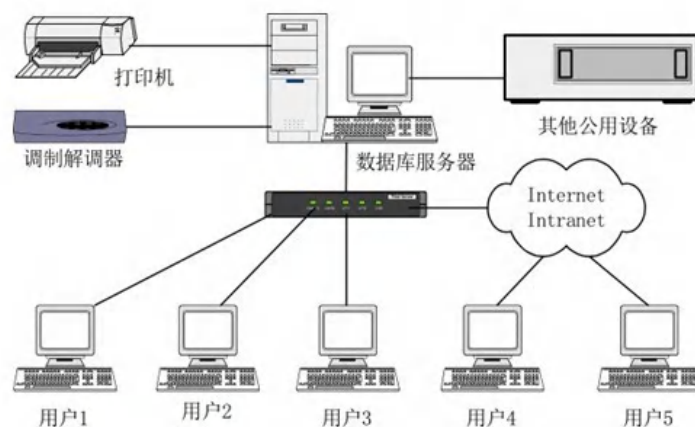 打印机
调制解调器
数据库服务器
其他公用设备
Internet
Intranet
用户1
用户2
用户3
用户4
用户5